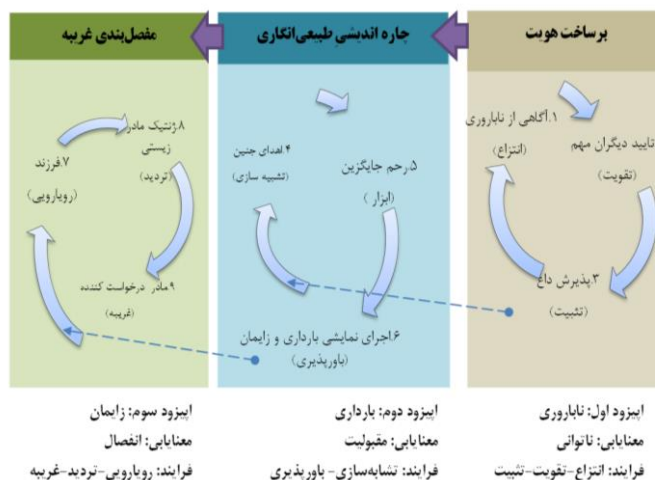 برساخت هویت
چاره اندیشیِ طبیعی‌انگاری
مفصل‌بندی غریبه
۱.آگاهی از ناباروری
(انتزاع)
تایید دیگران مهم
(تقویت)
۳.پذیرش داغ
(تثبیت)
۴.اهدای جنین
(تشبیه سازی)
۵.رحم جایگزین
(ابزار )
۶.اجرای نمایشی بارداری و زایمان
(باورپذیری)
۷.فرزند
(رویارویی)
۸.ژنتیک مادر
زیستی
(تردید)
۹.مادر درخواست کننده
(غریبه)
اپیزود اول: ناباروری
معنایابی: ناتوانی
فرایند: انتزاع-تقویت-تثبیت
اپیزود دوم: بارداری
معنایابی: مقبولیت
فرایند: تشابه‌سازی- باورپذیری
اپیزود سوم: زایمان
معنایابی: انفصال
فرایند: رویارویی-تردید-غریبه